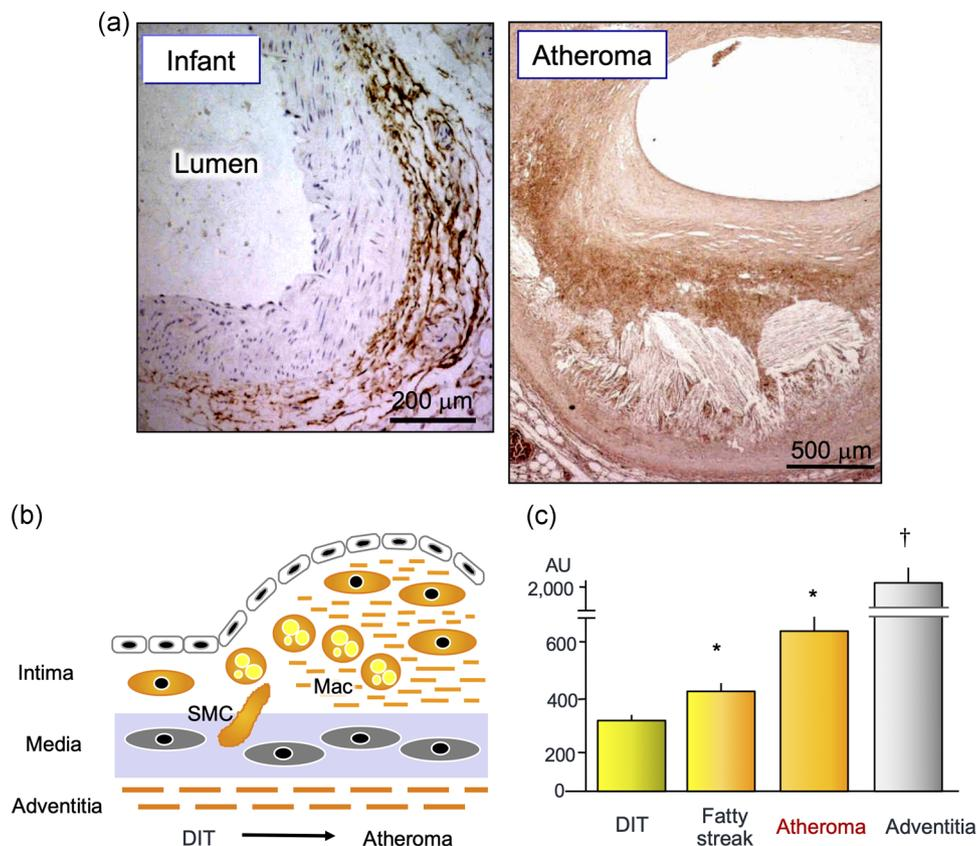 (a)
Infant
Lumen
200 μm
Atheroma
500 μm
(b)
Intima
Mac
SMC
Media
Adventitia
DIT
Atheroma
(c)
AU
2,000
600
400
200
0
†
*
*
DIT
Fatty
streak
Atheroma
Adventitia